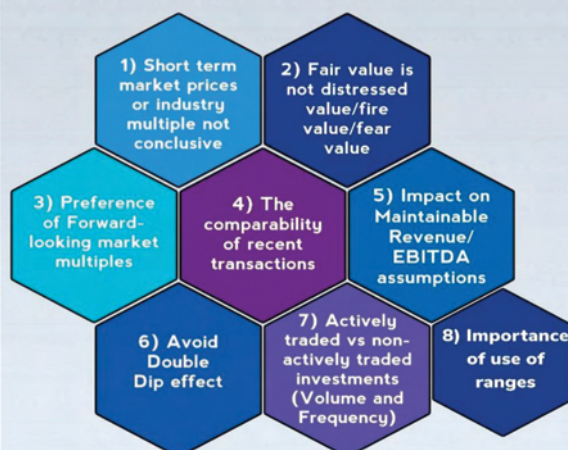 1) Short term
market prices
or industry
multiple not
conclusive
2) Fair value is
not distressed
value/fire
value/fear
value
3) Preference
of Forward-
looking market
multiples
4) The
comparability
of recent
transactions
5) Impact on
Maintainable
Revenue/
EBITDA
assumptions
6) Avoid
Double
Dip effect
7) Actively
traded vs non-
actively traded
investments
(Volume and
Frequency)
8) Importance
of use of
ranges